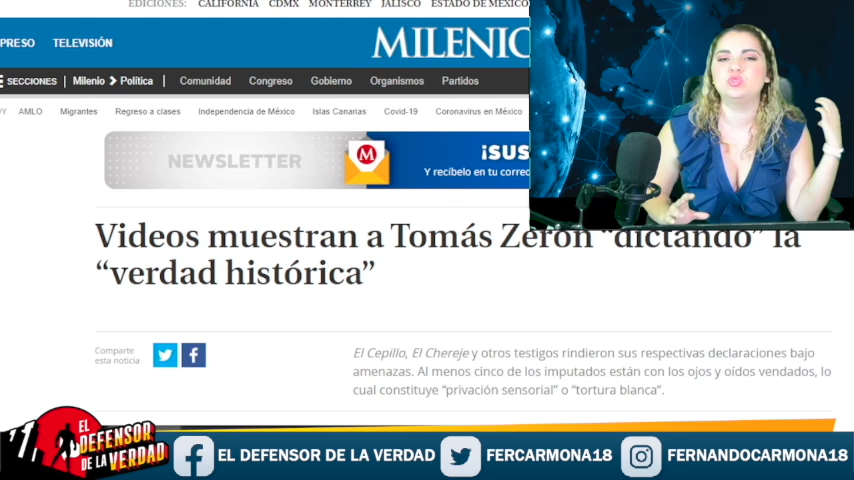 EDICIONES: CALIFORNIA CDMX MONTERREY JALISCO ESTADO DE MÉXICO
PRESO TELEVISIÓN
MILENIO
SECCIONES Milenio > Política Comunidad Congreso Gobierno Organismos Partidos
AMLO Migrantes Regreso a clases Independencia de México Islas Canarias Covid-19 Coronavirus en México
NEWSLETTER
M
¡SUS
Y recíbelo en tu correo
Videos muestran a Tomás Zerón “dictando” la
“verdad histórica”
Comparte
esta noticia
El Cepillo, El Chereje y otros testigos rindieron sus respectivas declaraciones bajo
amenazas. Al menos cinco de los imputados están con los ojos y oídos vendados, lo
cual constituye “privación sensorial” o “tortura blanca”.
EL
DEFENSOR
DE LA VERDAD
EL DEFENSOR DE LA VERDAD FERCARMONA18 FERNANDOCARMONA18